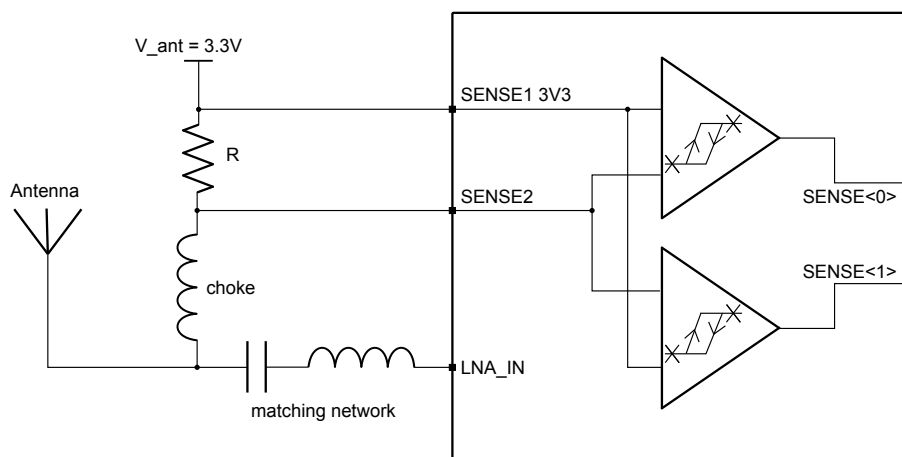 V_ant = 3.3V
SENSE1 3V3
R
Antenna
SENSE2
SENSE<0>
SENSE<1>
choke
LNA_IN
matching network